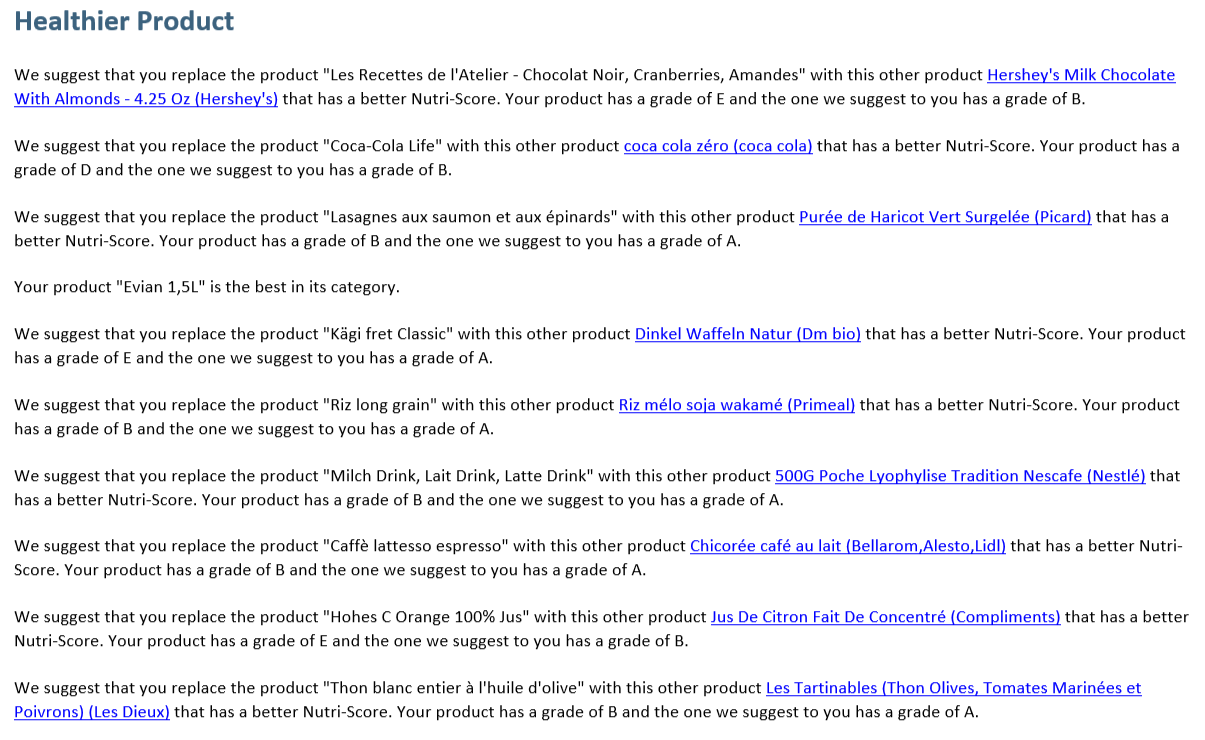 Healthier Product
We suggest that you replace the product "Les Recettes de l'Atelier - Chocolat Noir, Cranberries, Amandes" with this other product Hershey's Milk Chocolate
With Almonds - 4.25 Oz (Hershey's) that has a better Nutri-Score. Your product has a grade of E and the one we suggest to you has a grade of B.
We suggest that you replace the product "Coca-Cola Life" with this other product coca cola zéro (coca cola) that has a better Nutri-Score. Your product has a
grade of D and the one we suggest to you has a grade of B.
We suggest that you replace the product "Lasagnes aux saumon et aux épinards" with this other product Purée de Haricot Vert Surgelée (Picard) that has a
better Nutri-Score. Your product has a grade of B and the one we suggest to you has a grade of A.
Your product "Evian 1,5L" is the best in its category.
We suggest that you replace the product "Kägi fret Classic" with this other product Dinkel Waffeln Natur (Dm bio) that has a better Nutri-Score. Your product
has a grade of E and the one we suggest to you has a grade of A.
We suggest that you replace the product "Riz long grain" with this other product Riz mélo soja wakamé (Primeal) that has a better Nutri-Score. Your product
has a grade of B and the one we suggest to you has a grade of A.
We suggest that you replace the product "Milch Drink, Lait Drink, Latte Drink" with this other product 500G Poche Lyophylise Tradition Nescafe (Nestlé) that
has a better Nutri-Score. Your product has a grade of B and the one we suggest to you has a grade of A.
We suggest that you replace the product "Caffè lattesso espresso" with this other product Chicorée café au lait (Bellarom,Alesto,Lidl) that has a better Nutri-
Score. Your product has a grade of B and the one we suggest to you has a grade of A.
We suggest that you replace the product "Hohes C Orange 100% Jus" with this other product Jus De Citron Fait De Concentré (Compliments) that has a better
Nutri-Score. Your product has a grade of E and the one we suggest to you has a grade of B.
We suggest that you replace the product "Thon blanc entier à l'huile d'olive" with this other product Les Tartinables (Thon Olives, Tomates Marinées et
Poivrons) (Les Dieux) that has a better Nutri-Score. Your product has a grade of B and the one we suggest to you has a grade of A.